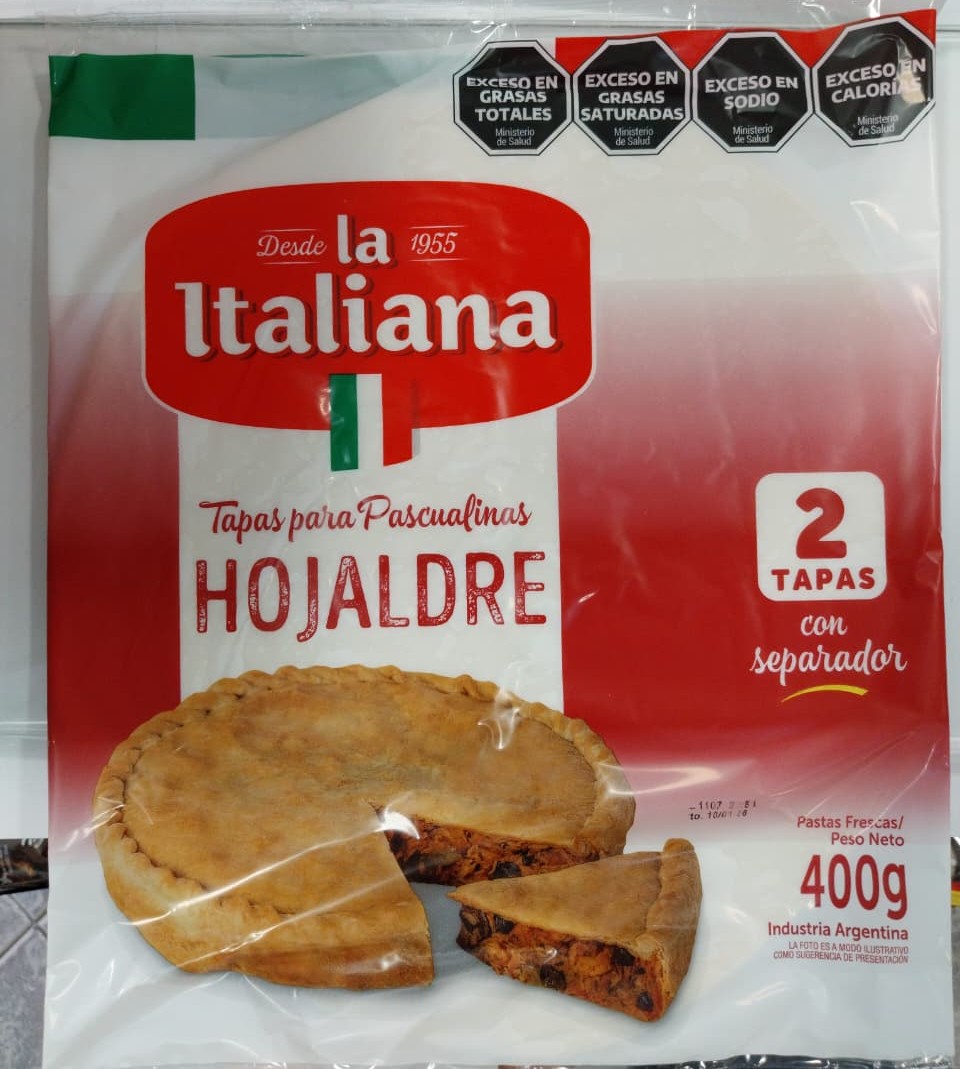 EXCESO EN
GRASAS
TOTALES
Ministerio
de Salud
EXCESO EN
GRASAS
SATURADAS
Ministerio
de Salud
EXCESO EN
SODIO
Ministerio
de Salud
EXCESO EN
CALORÍAS
Ministerio
de Salud
Desde la 1955
Italiana
Tapas para Pascualinas
HOJALDRE
2
TAPAS
con
separador
Pastas Frescas/
Peso Neto
400g
Industria Argentina
LA FOTO ES A MODO ILUSTRATIVO
COMO SUGERENCIA DE PRESENTACIÓN